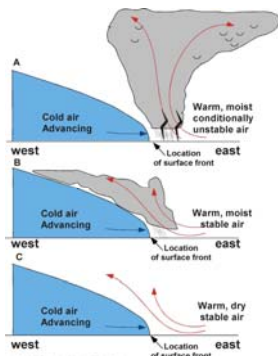 A
Cold air
Advancing
Warm, moist
conditionally
unstable air
west
Location
of surface front
east
B
Cold air
Advancing
Warm, moist
stable air
west
Location
of surface front
east
C
Cold air
Advancing
Warm, dry
stable air
west
Location
of surface front
east